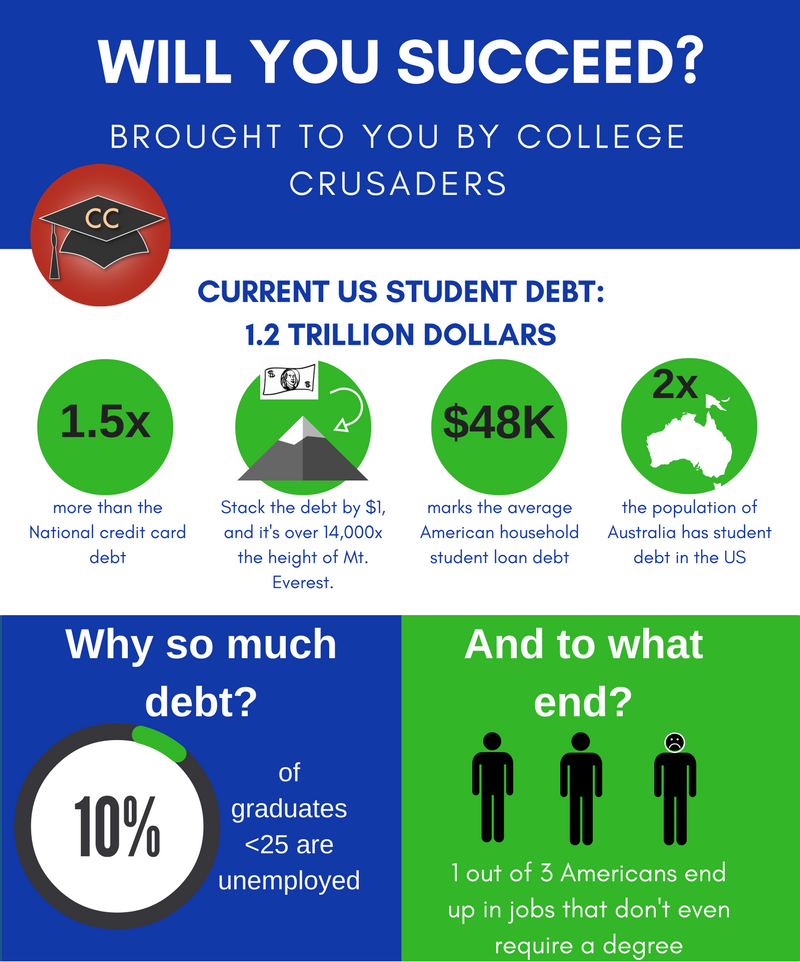 WILL YOU SUCCEED?
BROUGHT TO YOU BY COLLEGE
CRUSADERS
CC
CURRENT US STUDENT DEBT:
1.2 TRILLION DOLLARS
1.5x
more than the
National credit card
debt
$ $
Stack the debt by $1,
and it's over 14,000x
the height of Mt.
Everest.
$48K
marks the average
American household
student loan debt
2x
the population of
Australia has student
debt in the US
Why so much
debt?
10%
of
graduates
<25 are
unemployed
And to what
end?
1 out of 3 Americans end
up in jobs that don't even
require a degree